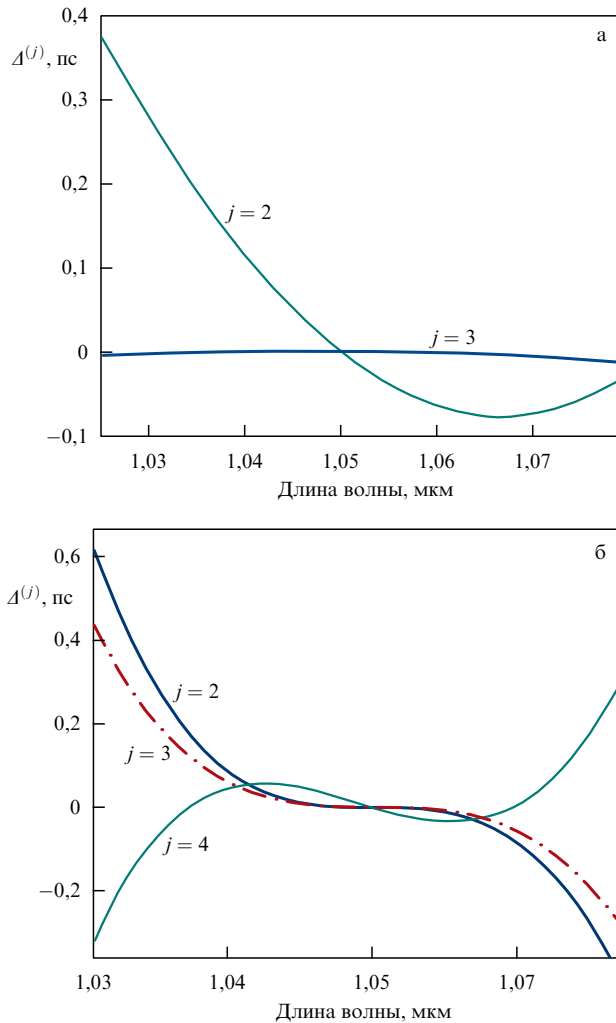 0,4
а
Δ(j), пс
0,3
0,2
j = 2
0,1
j = 3
0
−0,1
1,03 1,04 1,05 1,06 1,07
Длина волны, мкм
0,6
б
Δ(j), пс
0,4
j = 2
0,2
j = 3
0
j = 4
−0,2
1,03 1,04 1,05 1,07
Длина волны, мкм